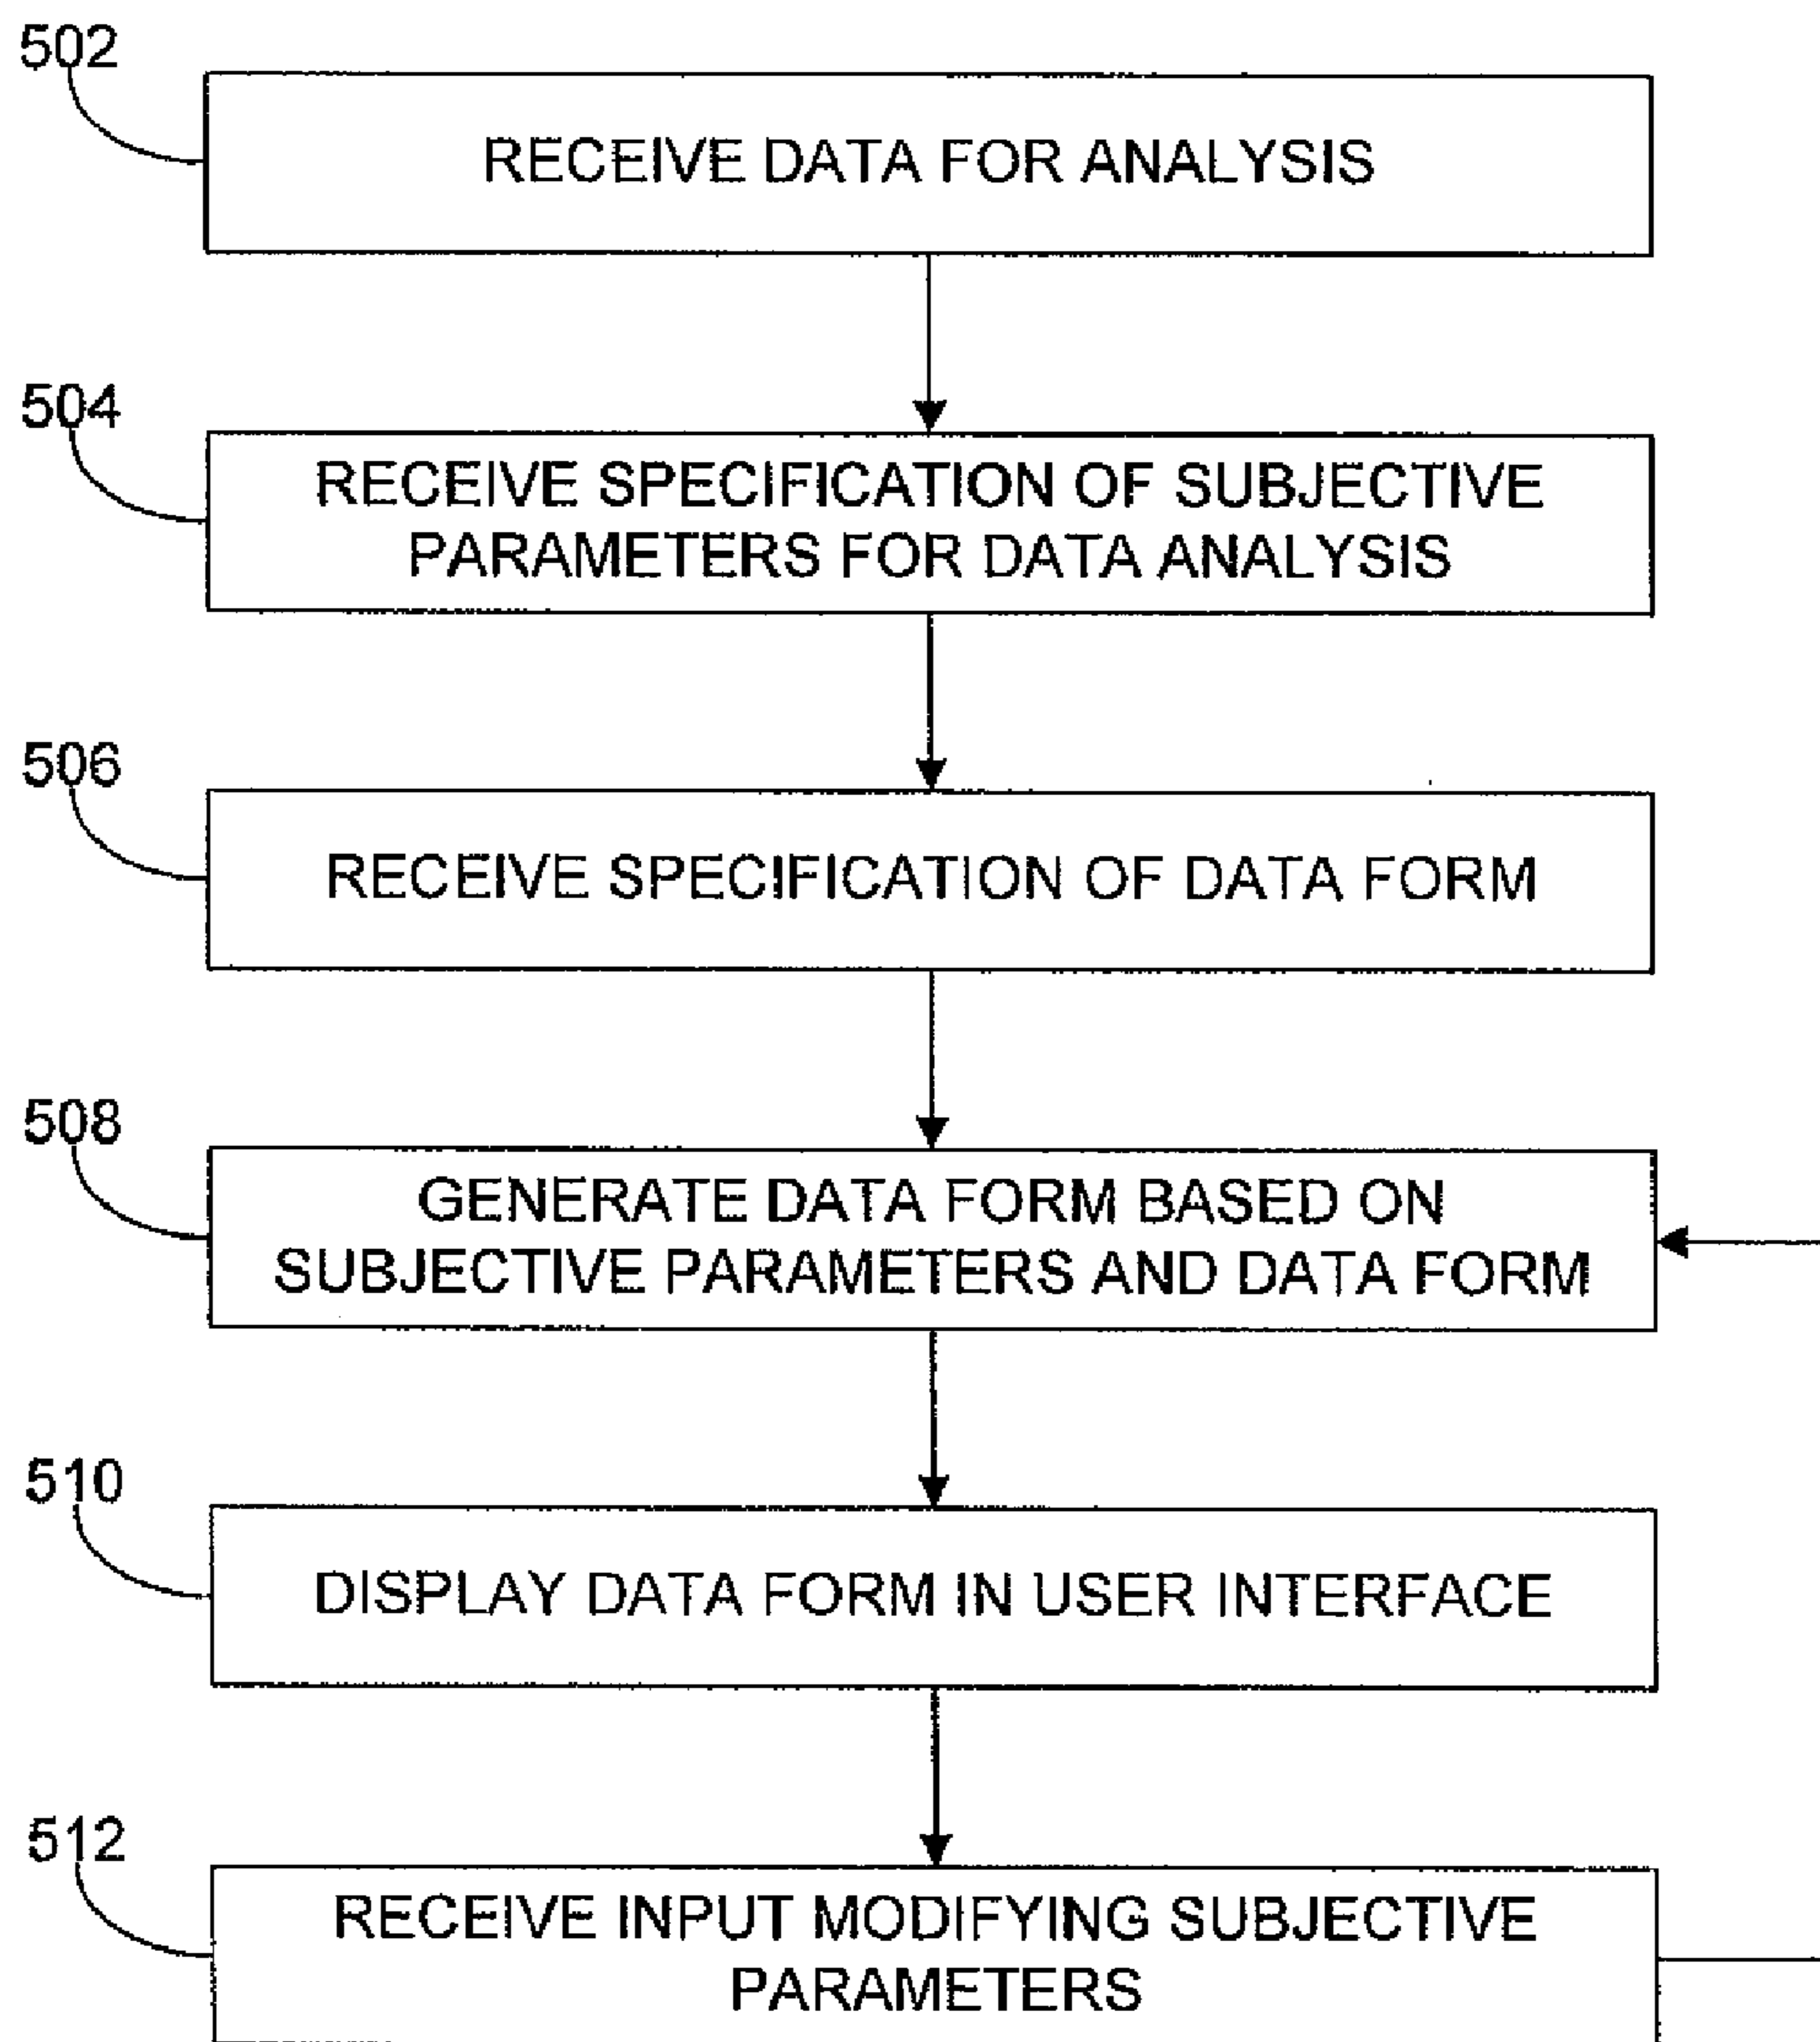 502
RECEIVE DATA FOR ANALYSIS
504
RECEIVE SPECIFICATION OF SUBJECTIVE
PARAMETERS FOR DATA ANALYSIS
506
RECEIVE SPECIFICATION OF DATA FORM
508
GENERATE DATA FORM BASED ON
SUBJECTIVE PARAMETERS AND DATA FORM
510
DISPLAY DATA FORM IN USER INTERFACE
512
RECEIVE INPUT MODIFYING SUBJECTIVE
PARAMETERS